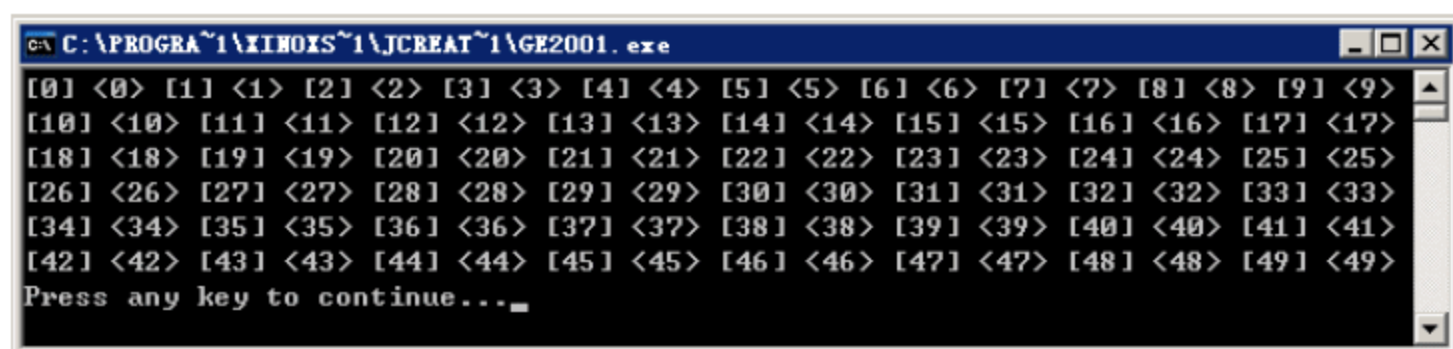 C:\PROGRA~1\XINOXS~1\JCREAT~1\GE2001.exe
[0] <0> [1] <1> [2] <2> [3] <3> [4] <4> [5] <5> [6] <6> [7] <7> [8] <8> [9] <9>
[10] <10> [11] <11> [12] <12> [13] <13> [14] <14> [15] <15> [16] <16> [17] <17>
[18] <18> [19] <19> [20] <20> [21] <21> [22] <22> [23] <23> [24] <24> [25] <25>
[26] <26> [27] <27> [28] <28> [29] <29> [30] <30> [31] <31> [32] <32> [33] <33>
[34] <34> [35] <35> [36] <36> [37] <37> [38] <38> [39] <39> [40] <40> [41] <41>
[42] <42> [43] <43> [44] <44> [45] <45> [46] <46> [47] <47> [48] <48> [49] <49>
Press any key to continue..._